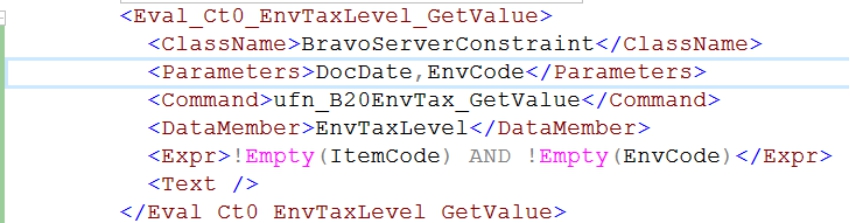 <Eval_Ct0_EnvTaxLevel_GetValue>
<ClassName>BravoServerConstraint</ClassName>
<Parameters>DocDate,EnvCode</Parameters>
<Command>ufn_B20EnvTax_GetValue</Command>
<DataMember>EnvTaxLevel</DataMember>
<Expr>!Empty(ItemCode) AND !Empty(EnvCode)</Expr>
<Text />
</Eval_Ct0_EnvTaxLevel_GetValue>